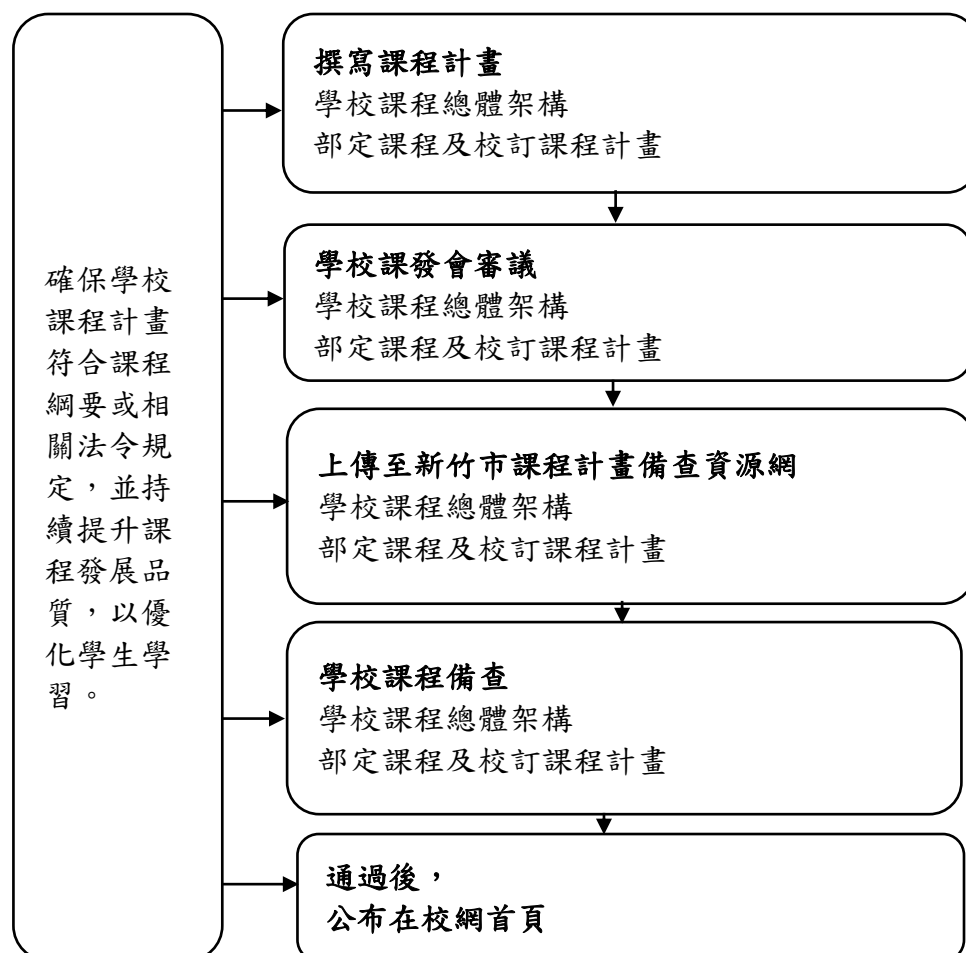 確保學校
課程計畫
符合課程
綱要或相
關法令規
定，並持
續提升課
程發展品
質，以優
化學生學
習。
撰寫課程計畫
學校課程總體架構
部定課程及校訂課程計畫
學校課發會審議
學校課程總體架構
部定課程及校訂課程計畫
上傳至新竹市課程計畫備查資源網
學校課程總體架構
部定課程及校訂課程計畫
學校課程備查
學校課程總體架構
部定課程及校訂課程計畫
通過後，
公布在校網首頁